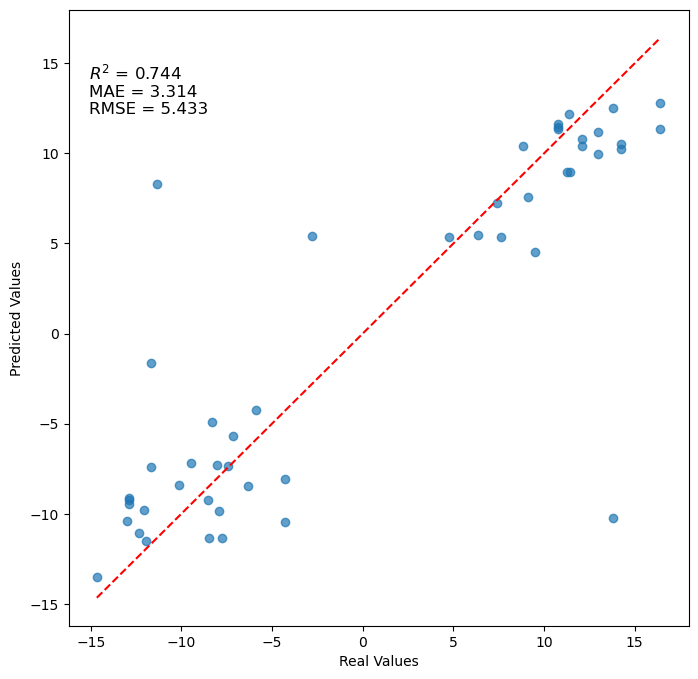 R² = 0.744
MAE = 3.314
RMSE = 5.433
15
10
5
0
−5
−10
−15
Predicted Values
−15 −10 −5 0 5 10 15
Real Values